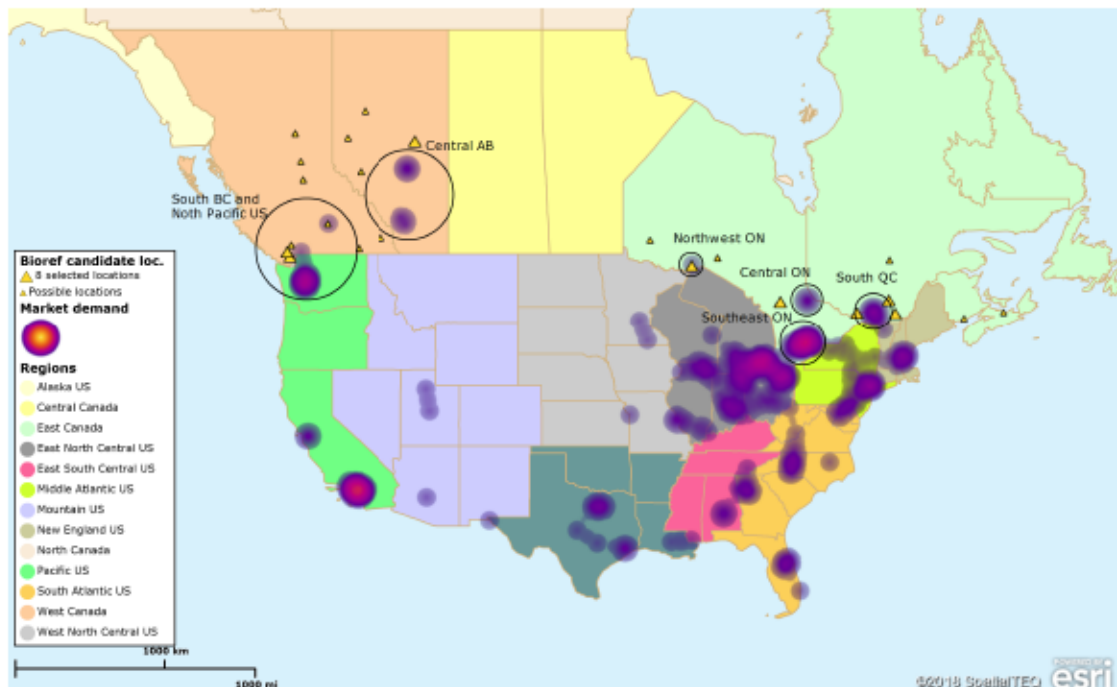 Central AB
South BC and
Noth Pacific US
Northwest ON
Central ON
South QC
Southeast ON
Bioref candidate loc.
8 selected locations
Possible locations
Market demand
Regions
Alaska US
Central Canada
East Canada
East North Central US
East South Central US
Middle Atlantic US
Mountain US
New England US
North Canada
Pacific US
South Atlantic US
West Canada
West North Central US
1000 km
1000 mi
©2018 SpatialTEQ
POWERED BY
esri